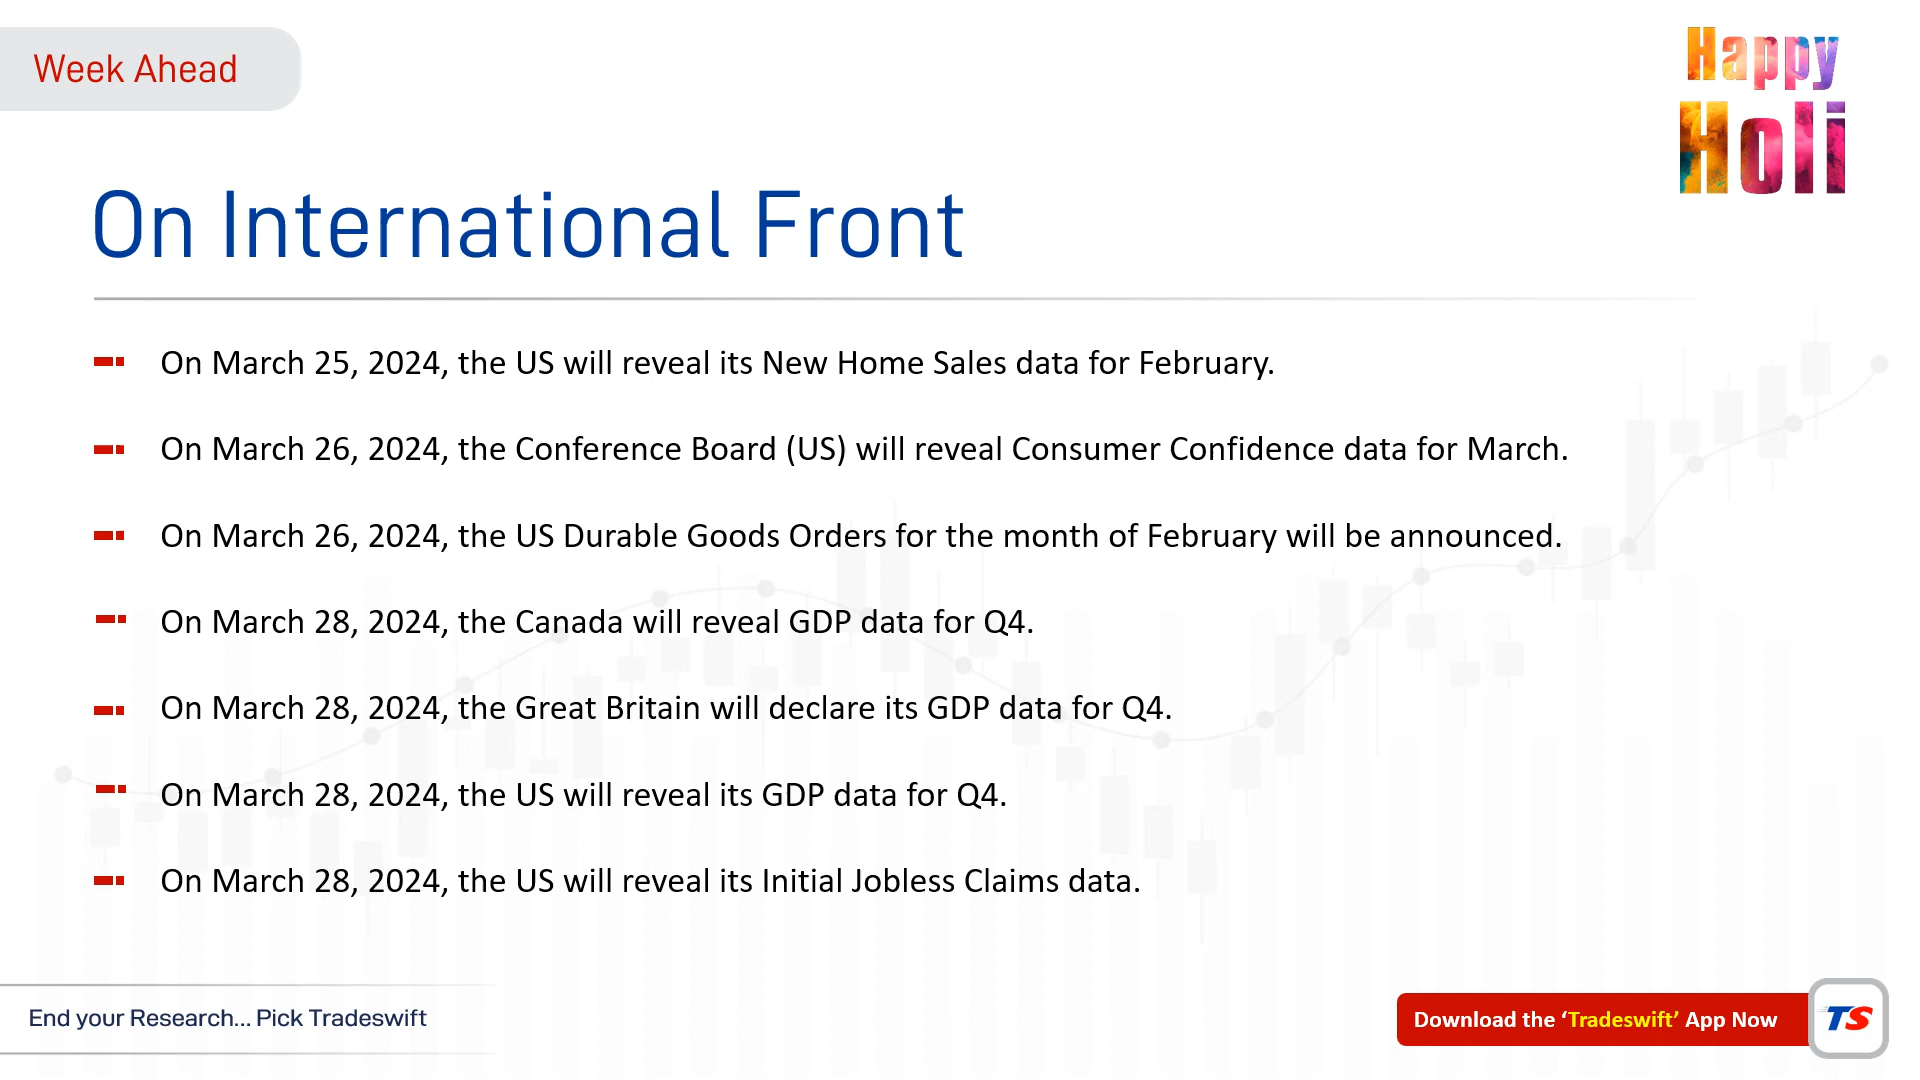 Week Ahead
Happy
Holi
On International Front
On March 25, 2024, the US will reveal its New Home Sales data for February.
On March 26, 2024, the Conference Board (US) will reveal Consumer Confidence data for March.
On March 26, 2024, the US Durable Goods Orders for the month of February will be announced.
On March 28, 2024, the Canada will reveal GDP data for Q4.
On March 28, 2024, the Great Britain will declare its GDP data for Q4.
On March 28, 2024, the US will reveal its GDP data for Q4.
On March 28, 2024, the US will reveal its Initial Jobless Claims data.
End your Research... Pick Tradeswift
Download the ‘Tradeswift’ App Now
TS